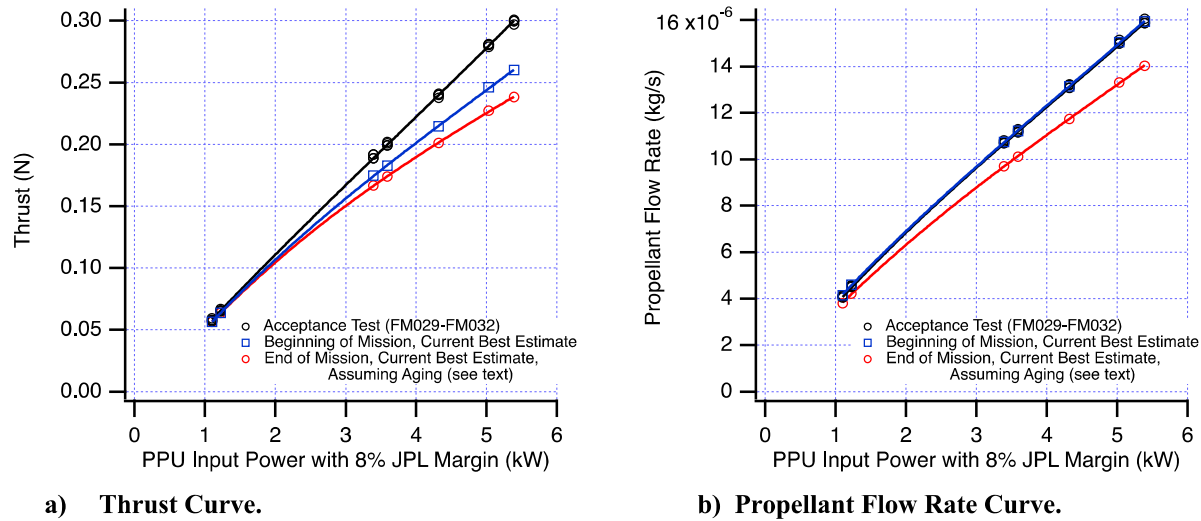 0.30
0.25
0.20
0.15
0.10
0.05
0.00
Thrust (N)
Acceptance Test (FM029-FM032)
Beginning of Mission, Current Best Estimate
End of Mission, Current Best Estimate,
Assuming Aging (see text)
0 1 2 3 4 5 6
PPU Input Power with 8% JPL Margin (kW)
a) Thrust Curve.
16 x10⁻⁶
14
12
10
8
6
4
2
0
Propellant Flow Rate (kg/s)
Acceptance Test (FM029-FM032)
Beginning of Mission, Current Best Estimate
End of Mission, Current Best Estimate,
Assuming Aging (see text)
0 1 2 3 4 5 6
PPU Input Power with 8% JPL Margin (kW)
b) Propellant Flow Rate Curve.